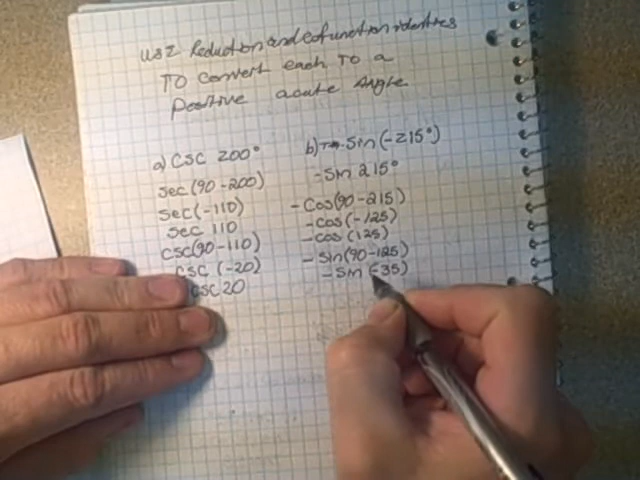 use Reduction and cofunction identities
To convert each to a
Positive acute Angle
a) csc 200°
sec(90-200)
sec(-110)
sec 110
csc(90-110)
csc (-20)
csc 20
b) sin(-215°)
-sin 215°
-cos(90-215)
-cos(-125)
-cos(125)
-sin(90-125)
-sin(-35)